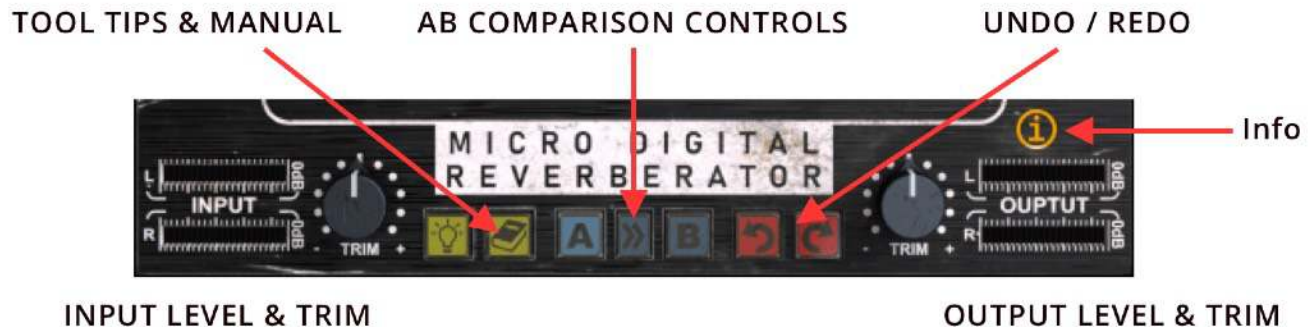 TOOL TIPS & MANUAL
AB COMPARISON CONTROLS
UNDO / REDO
Info
MICRO DIGITAL
REVERBERATOR
L
0dB
INPUT
R
0dB
TRIM
- +
A
B
TRIM
- +
L
0dB
OUPTUT
R
0dB
INPUT LEVEL & TRIM
OUTPUT LEVEL & TRIM